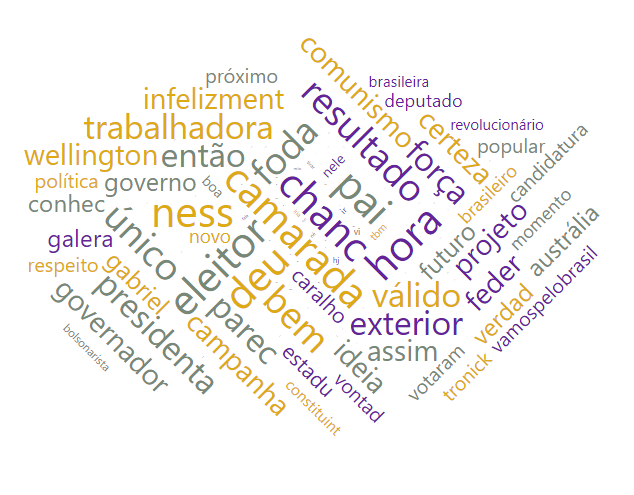 próximo
comunismo
brasileira
infelizment
resultado
deputado
trabalhadora
foda
certeza
revolucionário
wellington
então
força
popular
política
governo
boa
nele
pai
candidatura
conhec
camarada
chanc
hora
brasileiro
único
ness
novo
ir
vi
tbm
projeto
momento
galera
eleitor
futuro
austrália
respeito
gabriel
deu
hj
feder
vamospelobrasil
governador
presidenta
parec
bem
caralho
válido
verdad
bolsonarista
campanha
estadu
exterior
ideia
assim
votaram
tronick
constituint
vontad